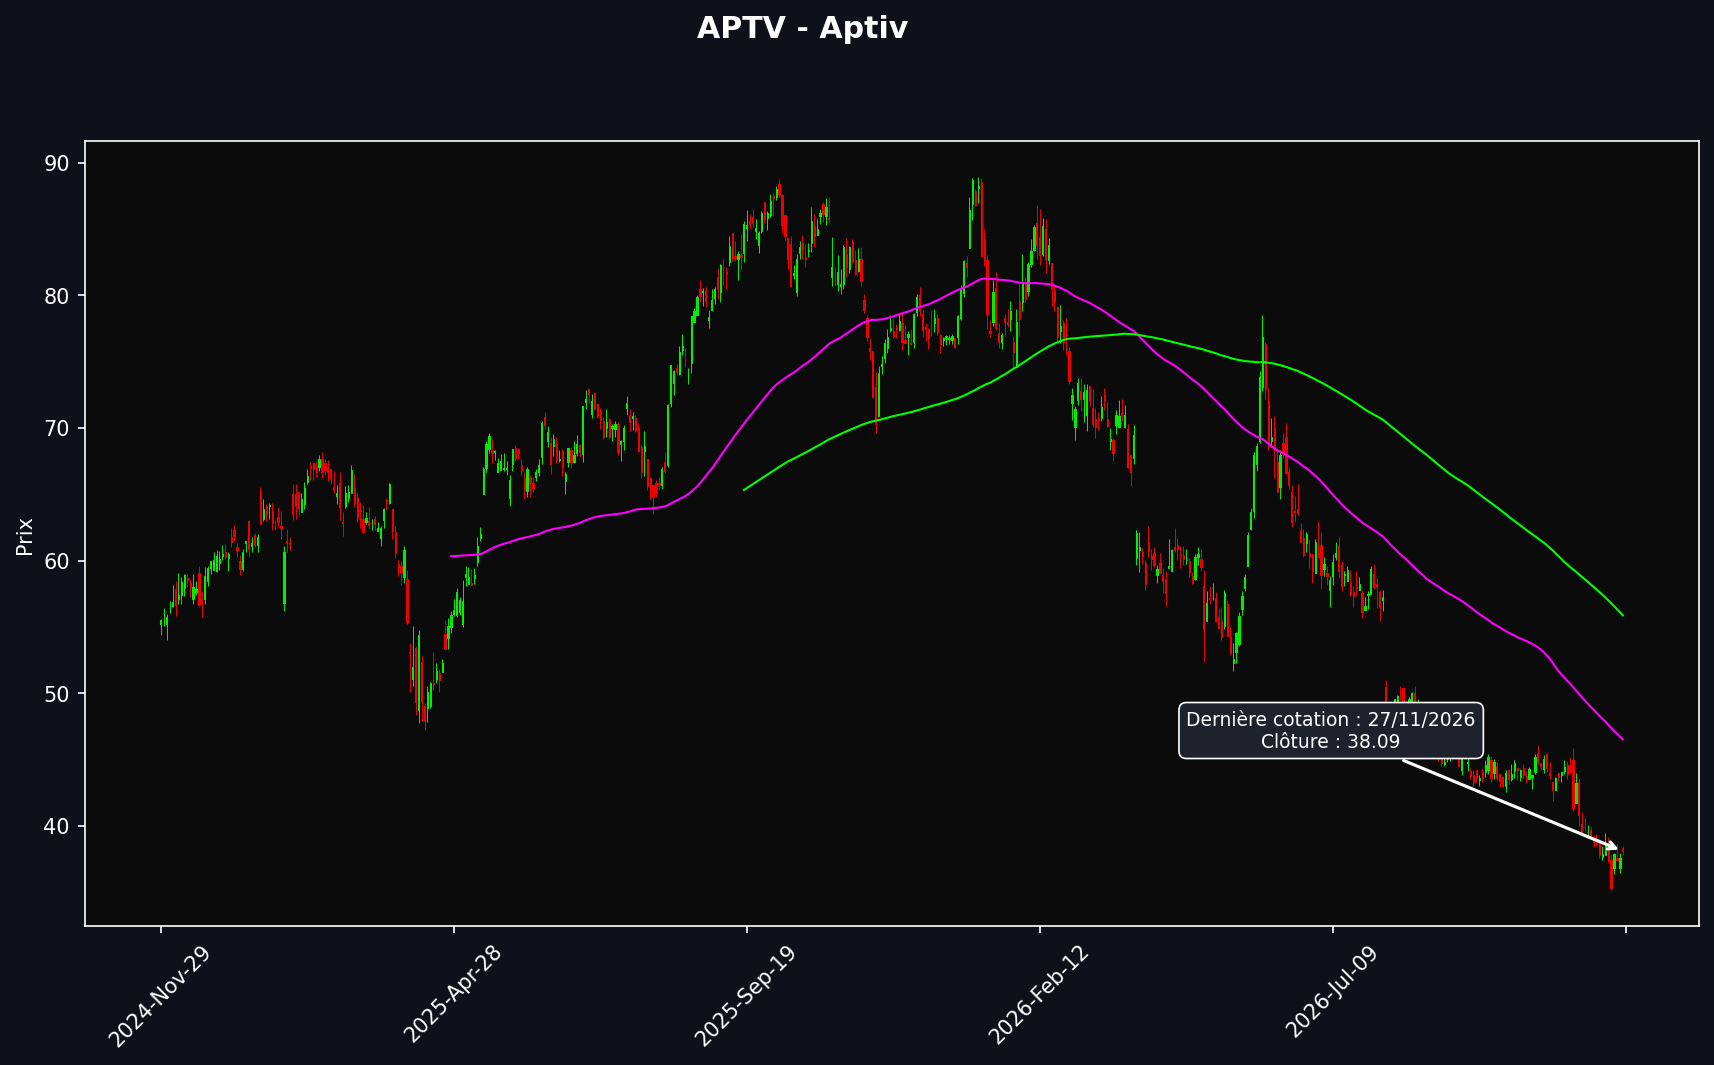 APTV - Aptiv
90
80
70
60
50
40
Prix
Dernière cotation : 27/11/2026
Clôture : 38.09
2024-Nov-29
2025-Apr-28
2025-Sep-19
2026-Feb-12
2026-Jul-09